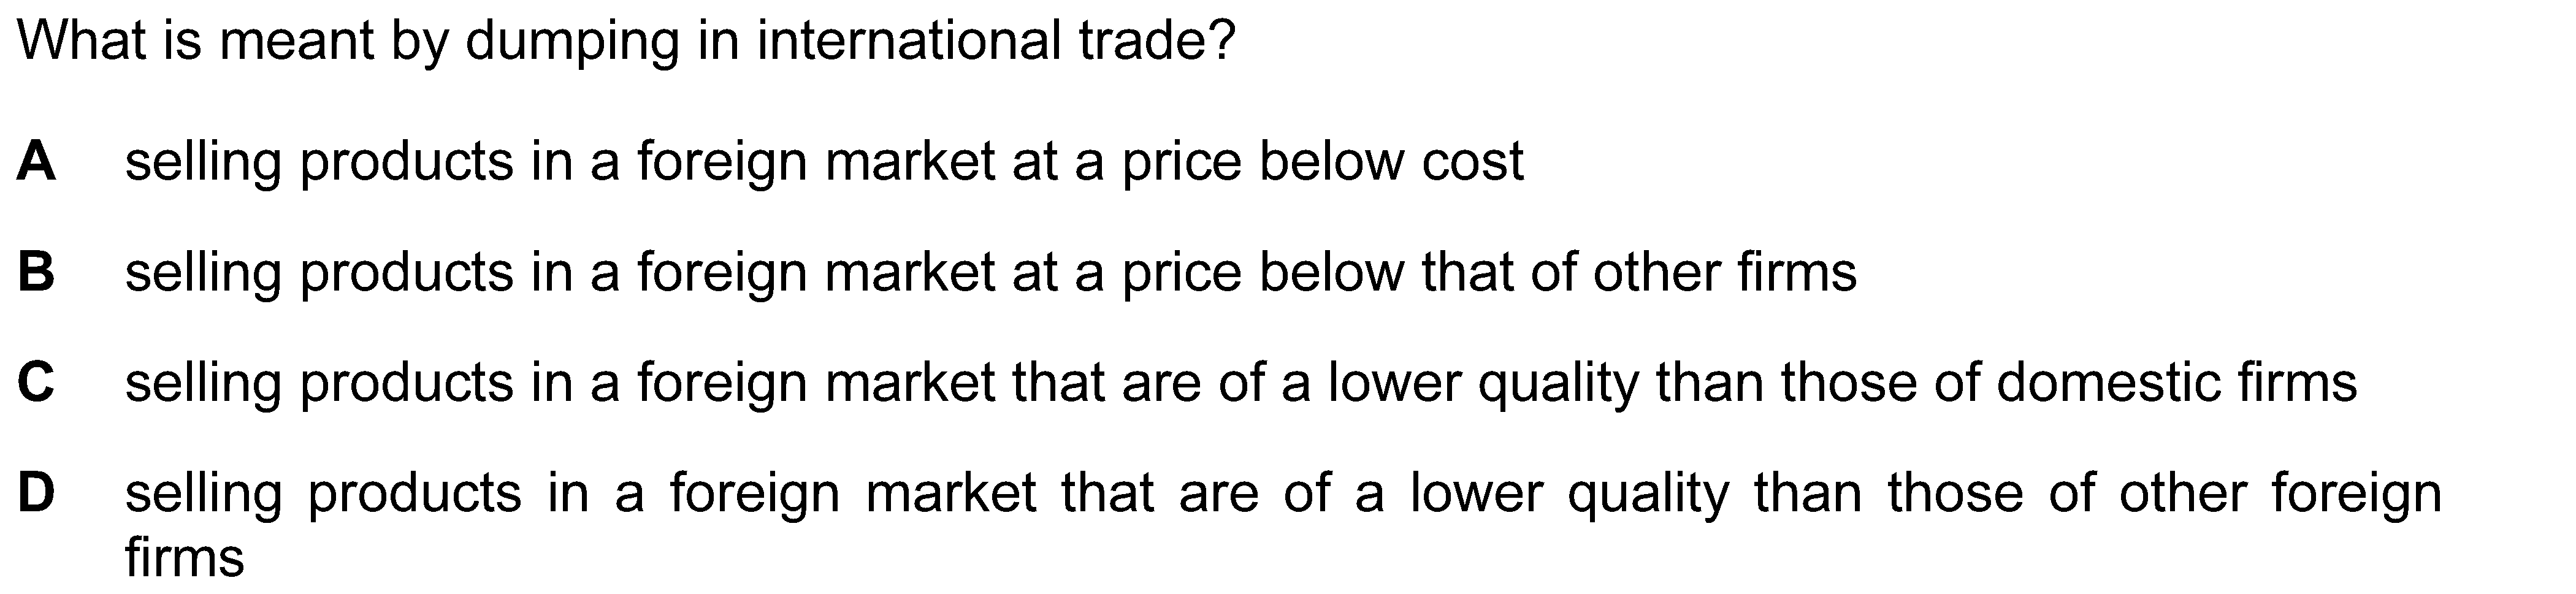 What is meant by dumping in international trade?
A selling products in a foreign market at a price below cost
B selling products in a foreign market at a price below that of other firms
C selling products in a foreign market that are of a lower quality than those of domestic firms
D selling products in a foreign market that are of a lower quality than those of other foreign
firms